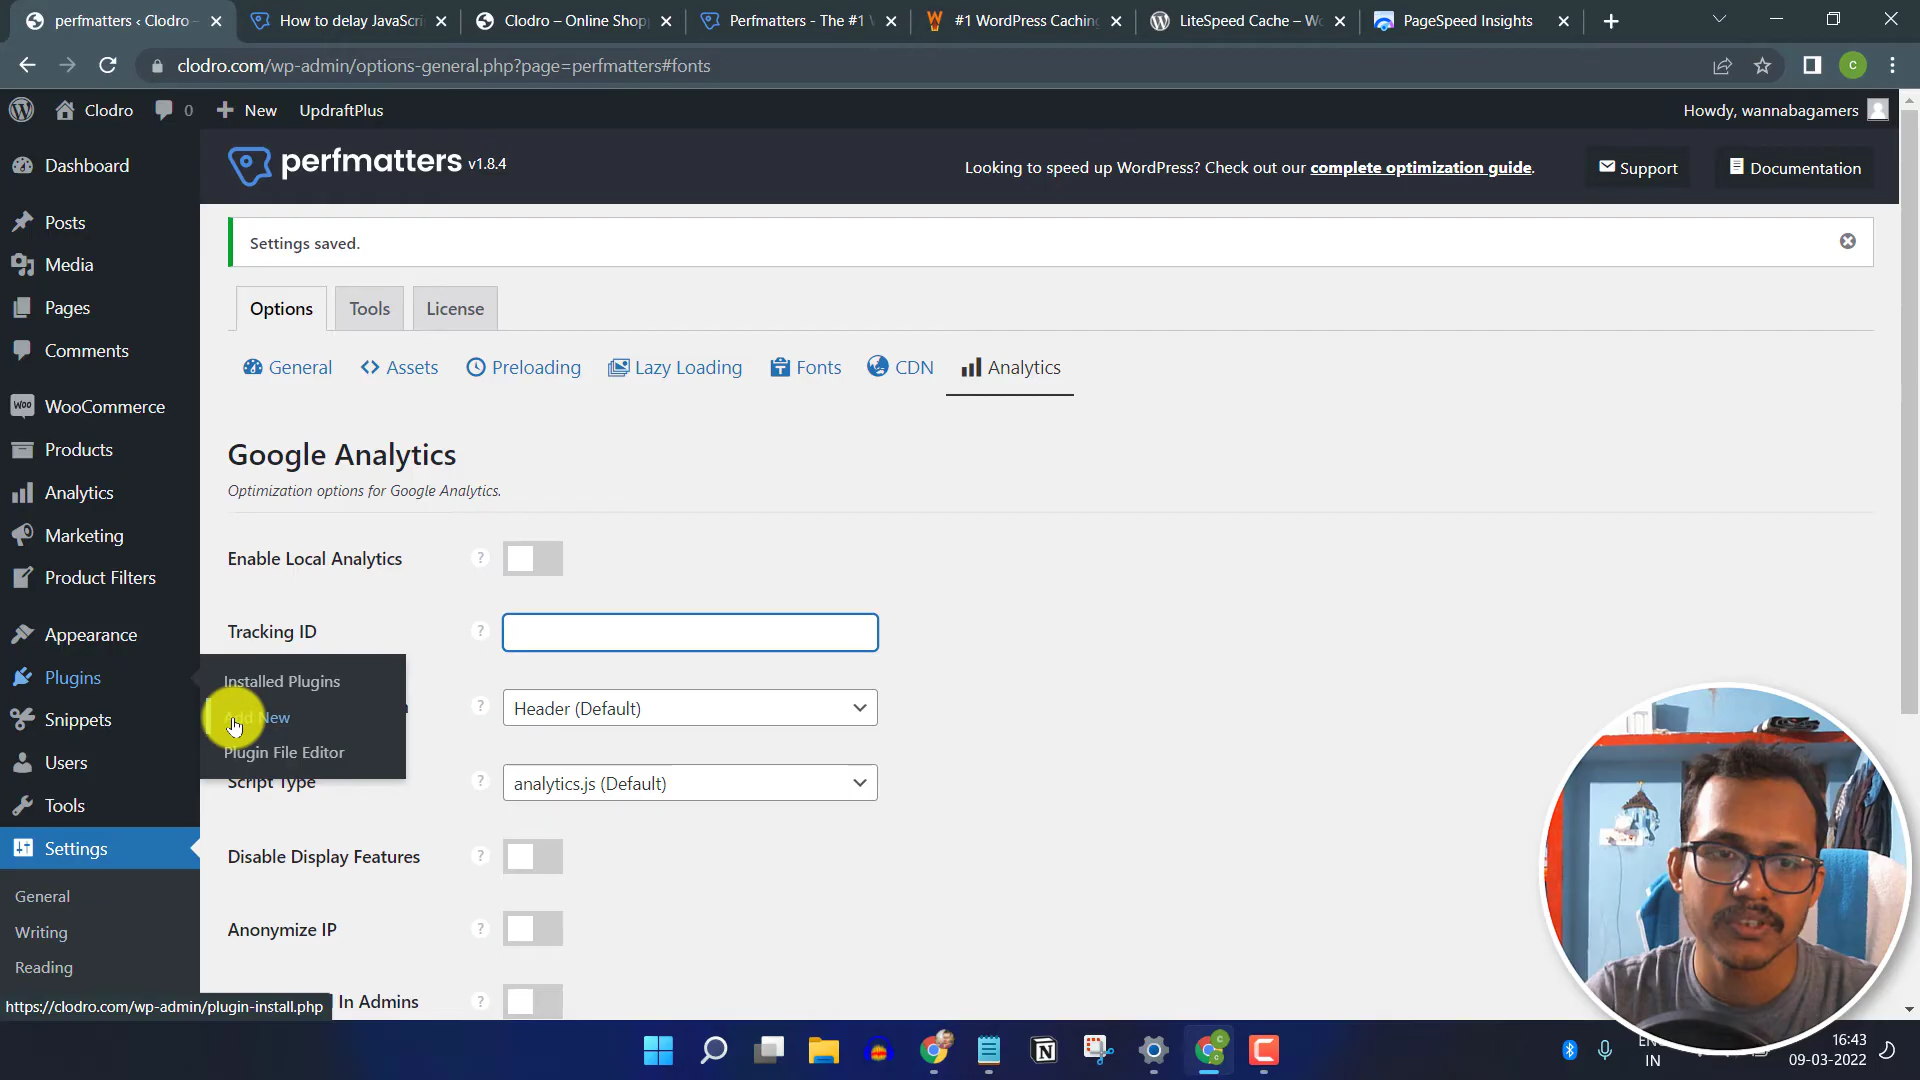 perfmatters ‹ Clodro –
How to delay JavaScri
Clodro – Online Shop
Perfmatters - The #1
#1 WordPress Caching
LiteSpeed Cache – Wo
PageSpeed Insights
clodro.com/wp-admin/options-general.php?page=perfmatters#fonts
C
Clodro
0
New
UpdraftPlus
Howdy, wannabagamers
Dashboard
Posts
Media
Pages
Comments
WooCommerce
Products
Analytics
Marketing
Product Filters
Appearance
Plugins
Snippets
Users
Tools
Settings
General
Writing
Reading
Installed Plugins
Add New
Plugin File Editor
https://clodro.com/wp-admin/plugin-install.php
perfmatters v1.8.4
Looking to speed up WordPress? Check out our complete optimization guide.
Support
Documentation
Settings saved.
Options
Tools
License
General
Assets
Preloading
Lazy Loading
Fonts
CDN
Analytics
Google Analytics
Optimization options for Google Analytics.
Enable Local Analytics ?
Tracking ID ?
? Header (Default)
Script Type ? analytics.js (Default)
Disable Display Features ?
Anonymize IP ?
In Admins ?
IN
16:43
09-03-2022